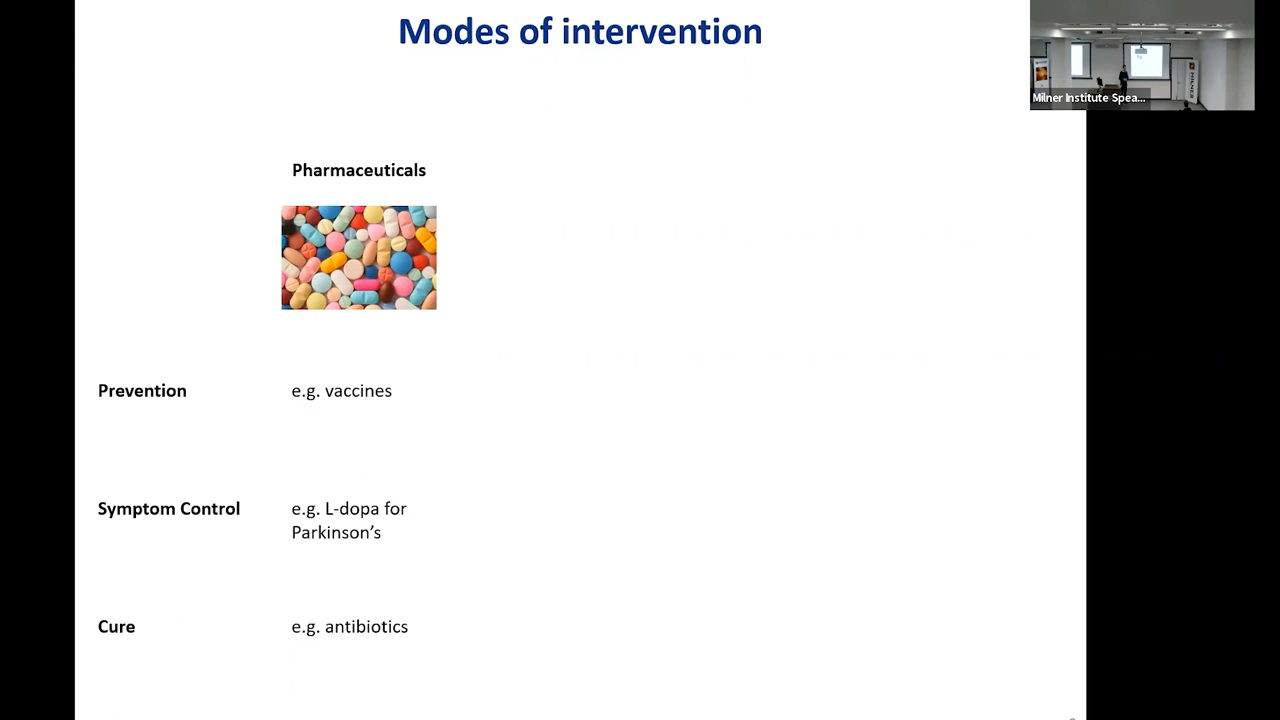 Modes of intervention
Milner Institute Spea...
Pharmaceuticals
Prevention
e.g. vaccines
Symptom Control
e.g. L-dopa for
Parkinson’s
Cure
e.g. antibiotics